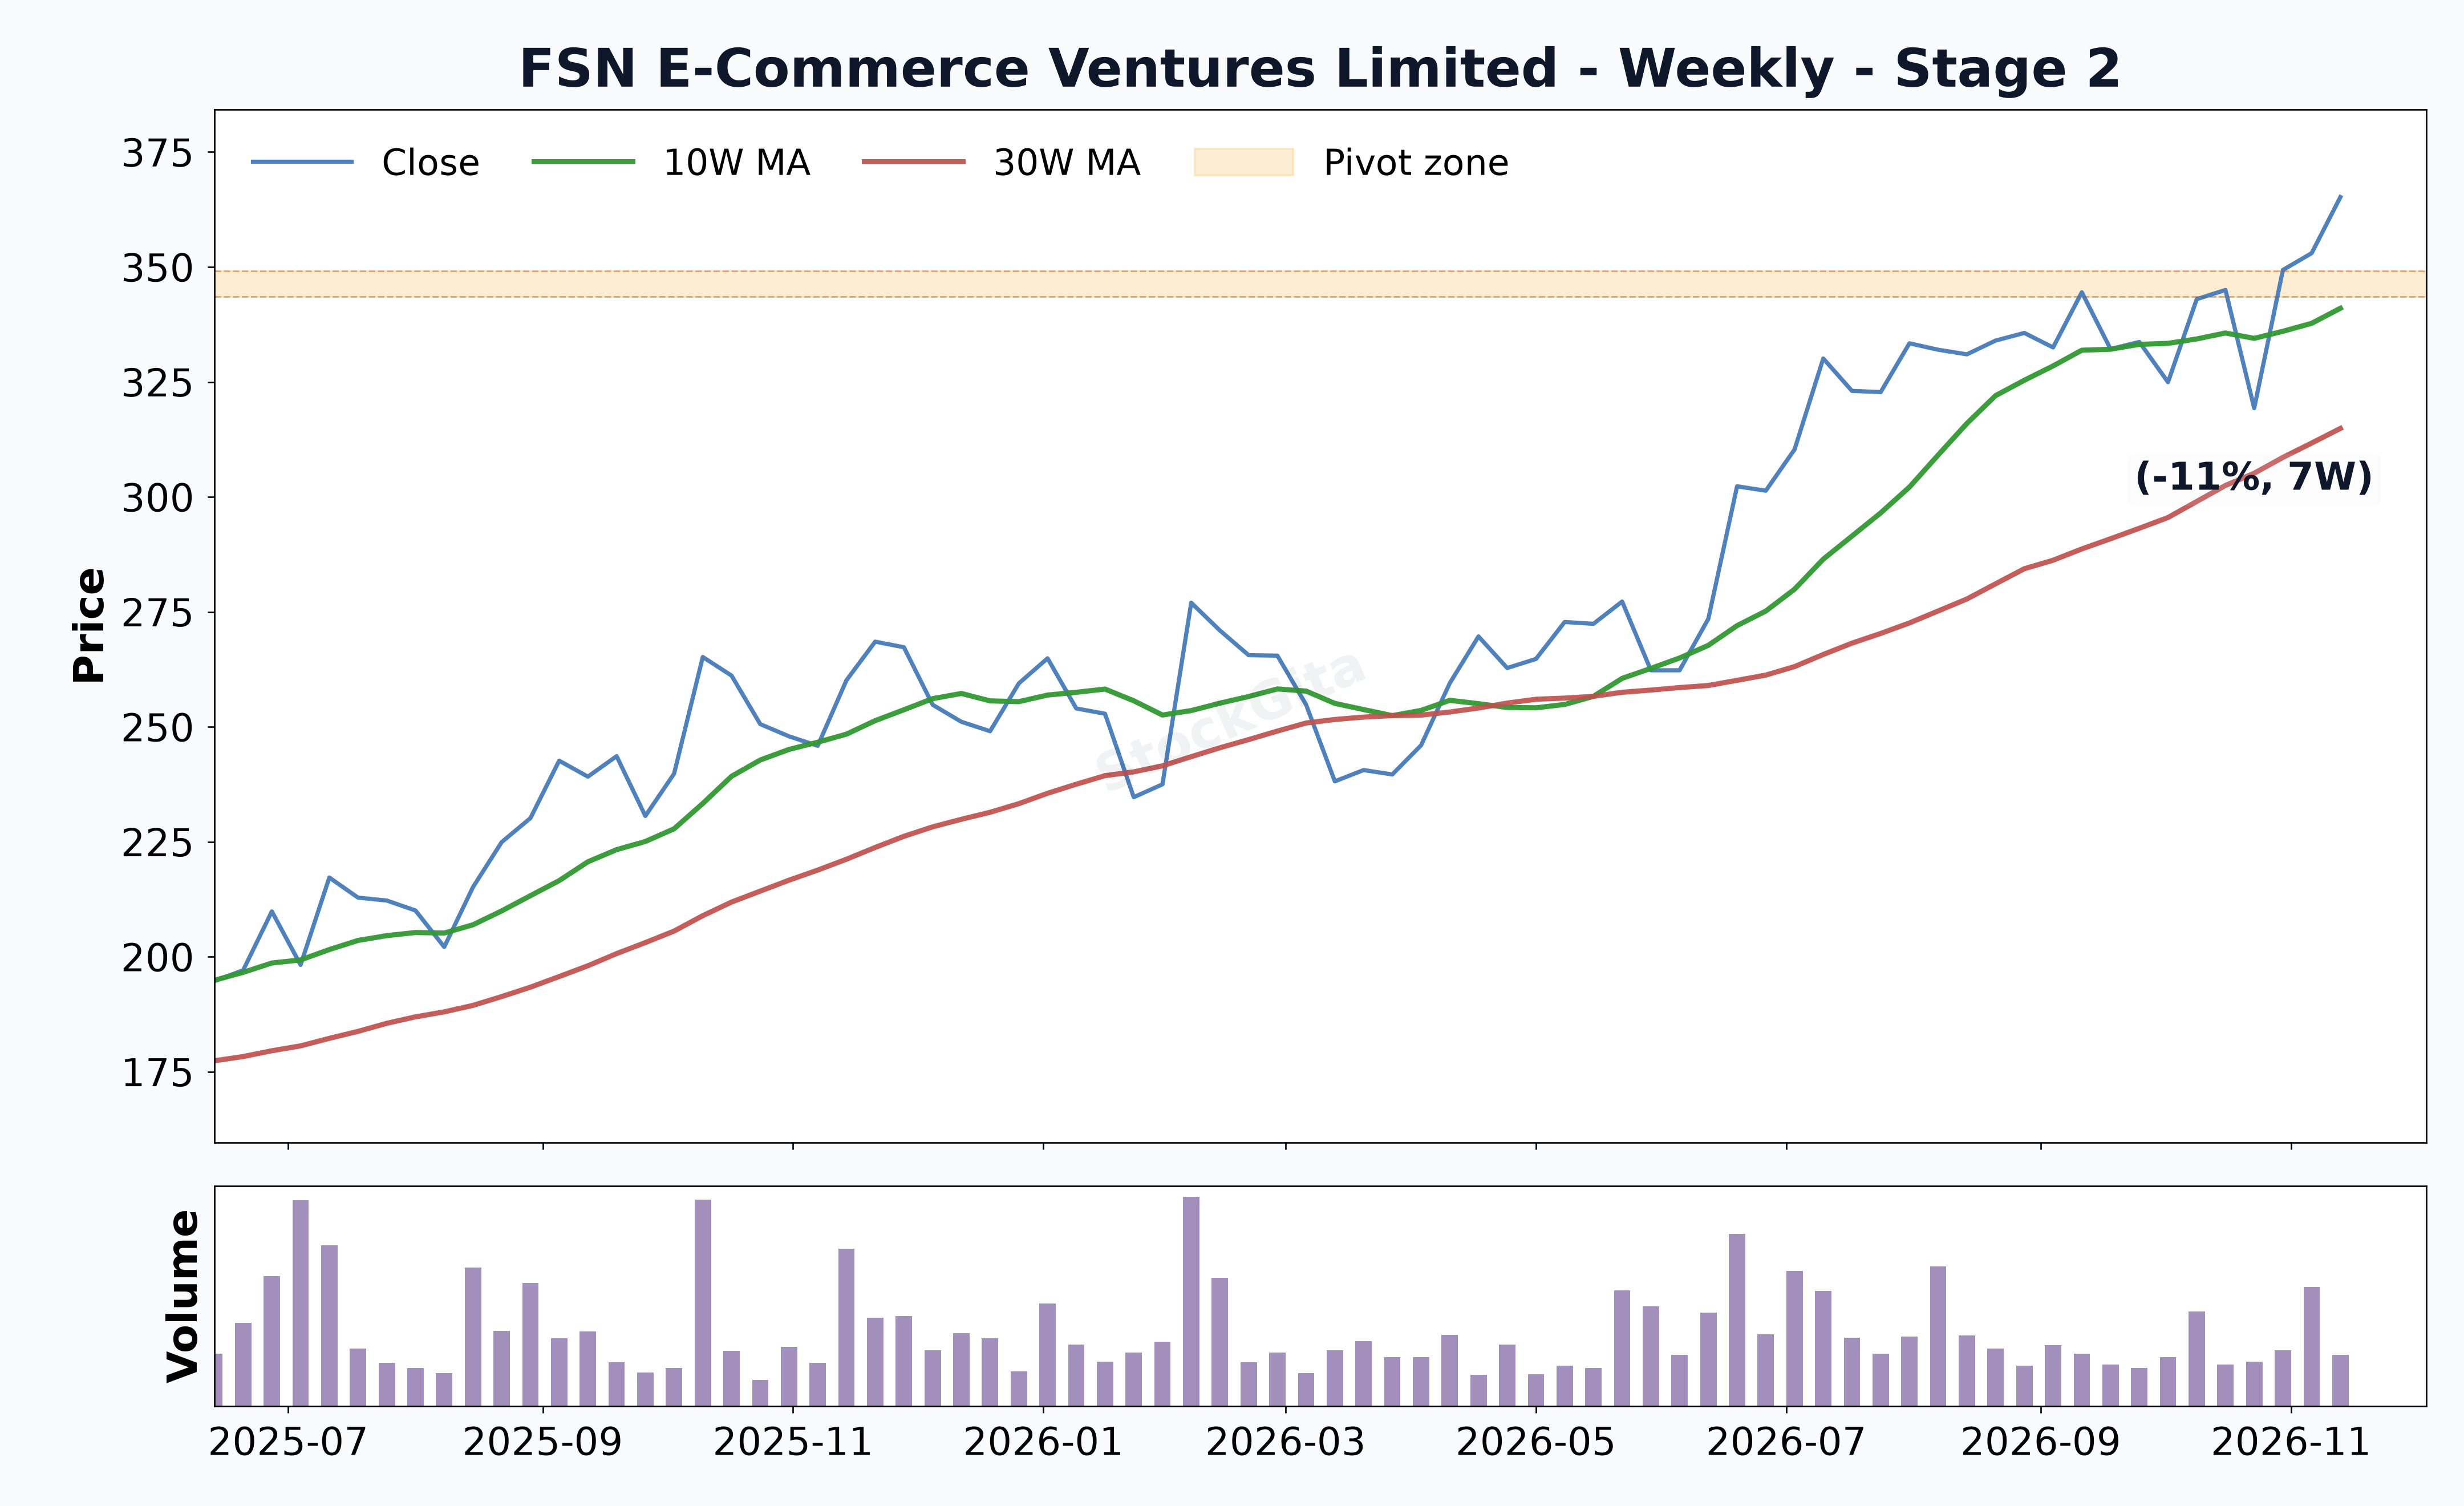 FSN E-Commerce Ventures Limited - Weekly - Stage 2
Close 10W MA 30W MA Pivot zone
375
350
325
300
275
250
225
200
175
Price
(-11%, 7W)
StockGita
Volume
2025-07 2025-09 2025-11 2026-01 2026-03 2026-05 2026-07 2026-09 2026-11